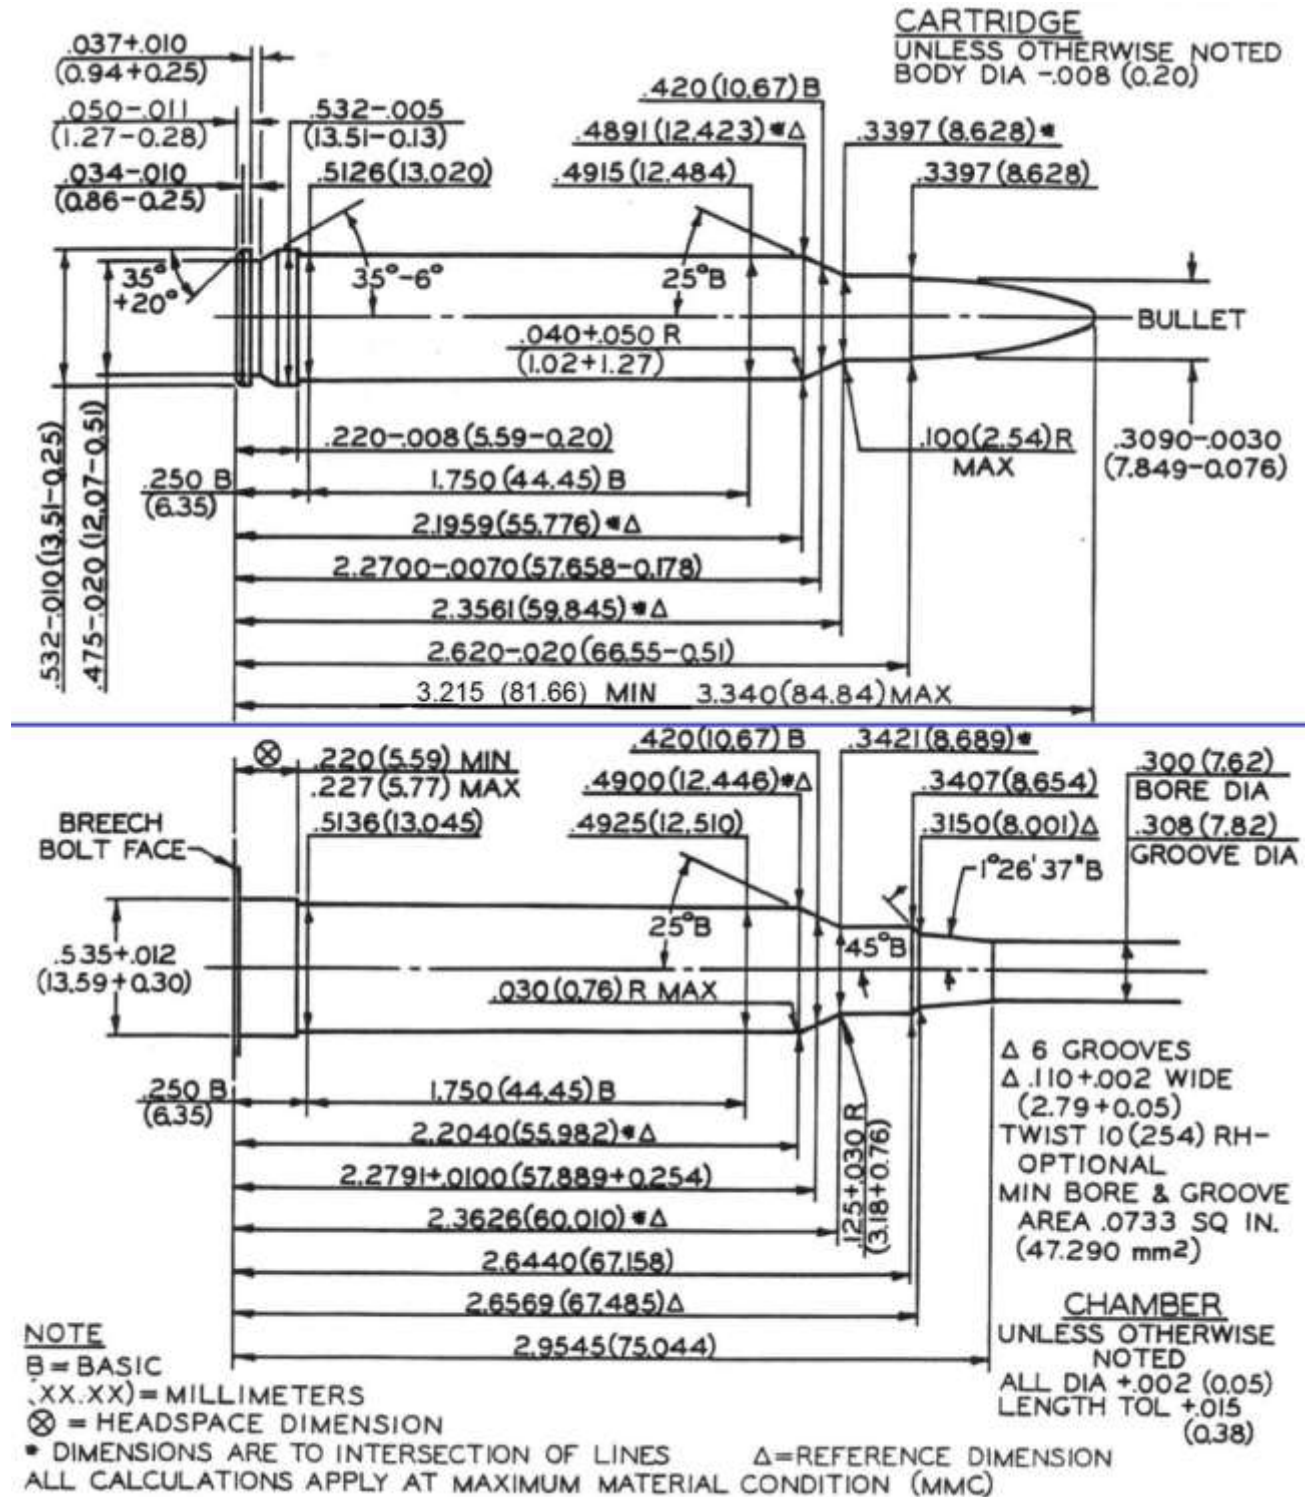 CARTRIDGE
UNLESS OTHERWISE NOTED
BODY DIA -.008 (0.20)
.037+.010
(0.94+0.25)
.050-.011
(1.27-0.28)
.034-.010
(0.86-0.25)
.532-.005
(13.51-0.13)
.5126(13.020)
.420(10.67) B
.4891(12.423)*Δ
.4915(12.484)
.3397(8.628)*
.3397(8.628)
35°
+20°
35°-6°
25°B
.040+.050 R
(1.02+1.27)
BULLET
.532-.010(13.51-0.25)
.475-.020(12.07-0.51)
.220-.008(5.59-0.20)
.100(2.54)R
MAX
.3090-.0030
(7.849-0.076)
.250 B
(6.35)
1.750(44.45)B
2.1959(55.776)*Δ
2.2700-.0070(57.658-0.178)
2.3561(59.845)*Δ
2.620-.020(66.55-0.51)
3.215 (81.66) MIN 3.340(84.84)MAX
⊗
.220(5.59) MIN
.227(5.77) MAX
.5136(13.045)
.420(10.67) B
.4900(12.446)*Δ
.4925(12.510)
.3421(8.689)*
.3407(8.654)
.3150(8.001)Δ
1°26'37"B
.300(7.62)
BORE DIA
.308(7.82)
GROOVE DIA
BREECH
BOLT FACE
25°B
45°B
.535+.012
(13.59+0.30)
.030(0.76) R MAX
.250 B
(6.35)
1.750(44.45)B
2.2040(55.982)*Δ
2.2791+.0100(57.889+0.254)
2.3626(60.010)*Δ
2.6440(67.158)
2.6569(67.485)Δ
2.9545(75.044)
.125+.030 R
(3.18+0.76)
Δ 6 GROOVES
Δ .110+.002 WIDE
(2.79+0.05)
TWIST 10(254) RH-
OPTIONAL
MIN BORE & GROOVE
AREA .0733 SQ IN.
(47.290 mm2)
CHAMBER
UNLESS OTHERWISE
NOTED
ALL DIA +.002 (0.05)
LENGTH TOL +.015
(0.38)
NOTE
B = BASIC
(XX.XX) = MILLIMETERS
⊗ = HEADSPACE DIMENSION
* DIMENSIONS ARE TO INTERSECTION OF LINES Δ=REFERENCE DIMENSION
ALL CALCULATIONS APPLY AT MAXIMUM MATERIAL CONDITION (MMC)